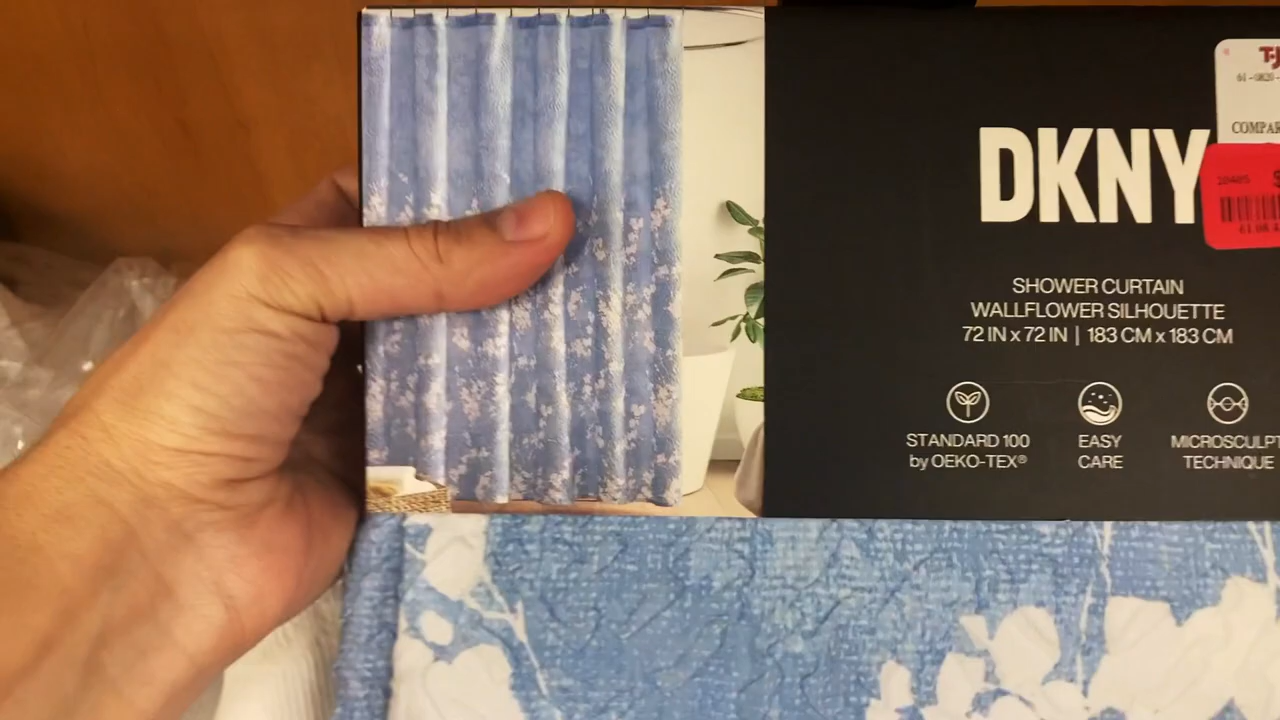 DKNY
SHOWER CURTAIN
WALLFLOWER SILHOUETTE
72 IN x 72 IN | 183 CM x 183 CM
STANDARD 100
by OEKO-TEX®
EASY
CARE
MICROSCULPT
TECHNIQUE